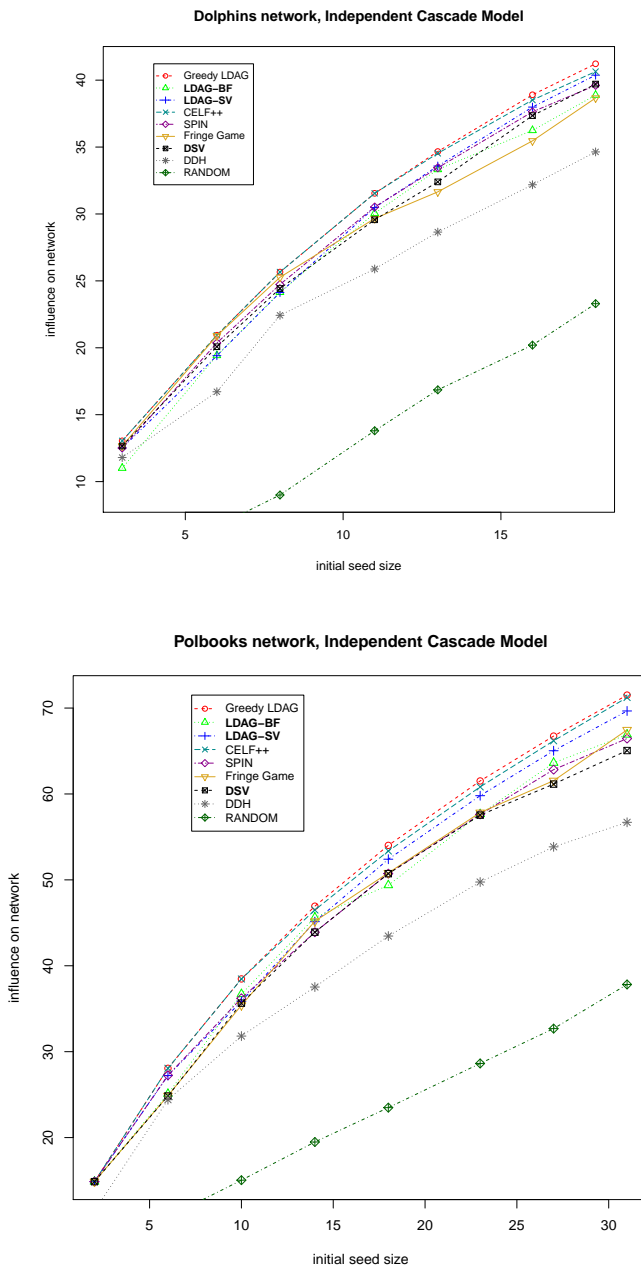 Dolphins network, Independent Cascade Model
Greedy LDAG
LDAG−BF
LDAG−SV
CELF++
SPIN
Fringe Game
DSV
DDH
RANDOM
influence on network
40
35
30
25
20
15
10
5
10
15
initial seed size
Polbooks network, Independent Cascade Model
Greedy LDAG
LDAG−BF
LDAG−SV
CELF++
SPIN
Fringe Game
DSV
DDH
RANDOM
influence on network
70
60
50
40
30
20
5
10
15
20
25
30
initial seed size